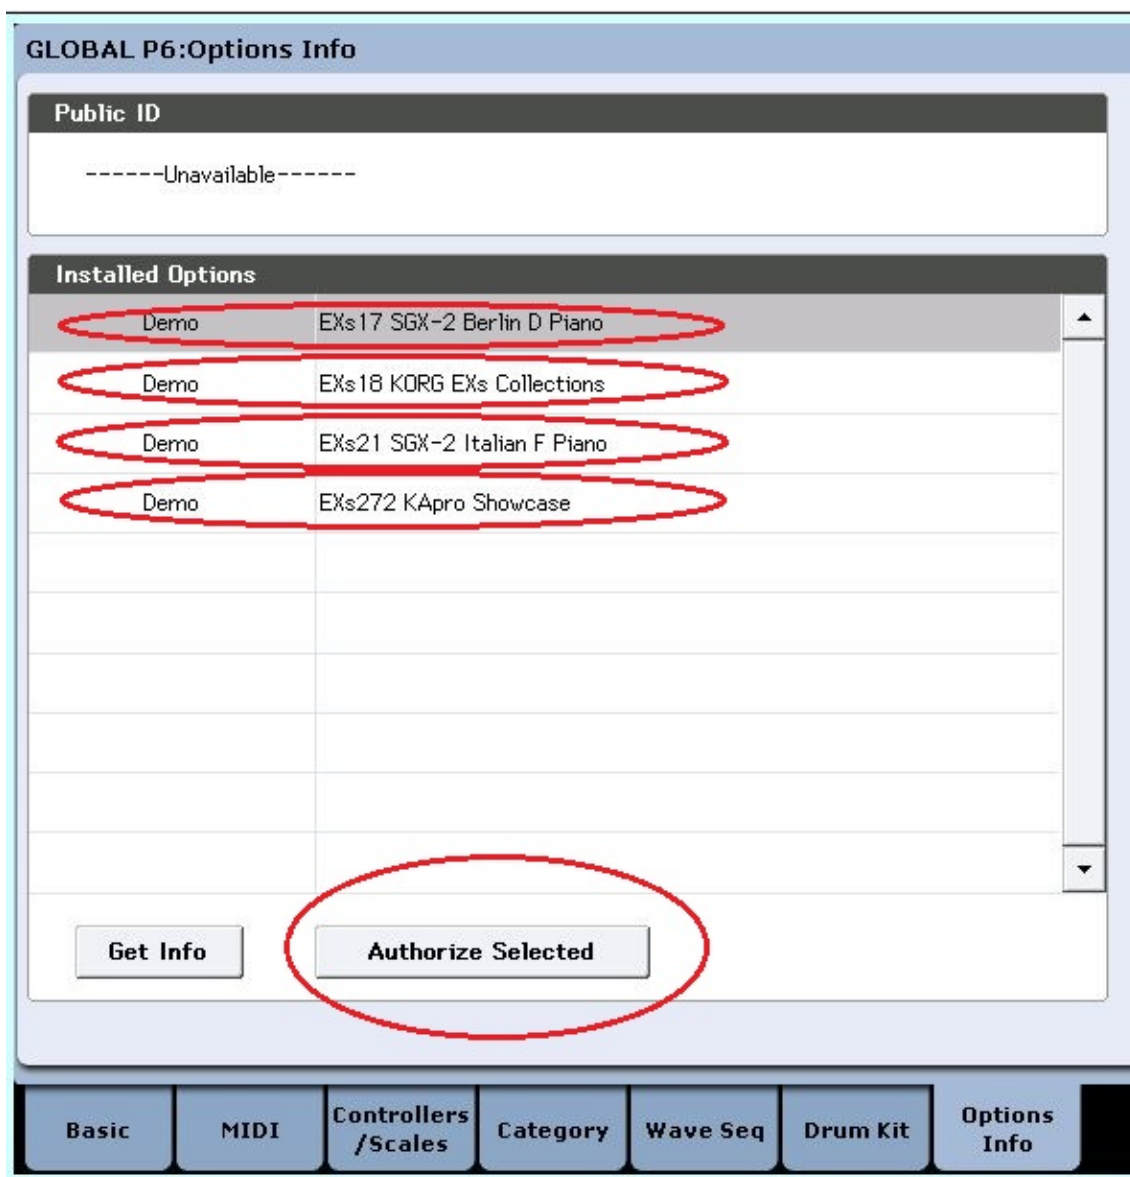 GLOBAL P6:Options Info
Public ID
------Unavailable------
Installed Options
Demo EXs17 SGX-2 Berlin D Piano
Demo EXs18 KORG EXs Collections
Demo EXs21 SGX-2 Italian F Piano
Demo EXs272 KApro Showcase
Get Info Authorize Selected
Basic MIDI Controllers /Scales Category Wave Seq Drum Kit Options Info